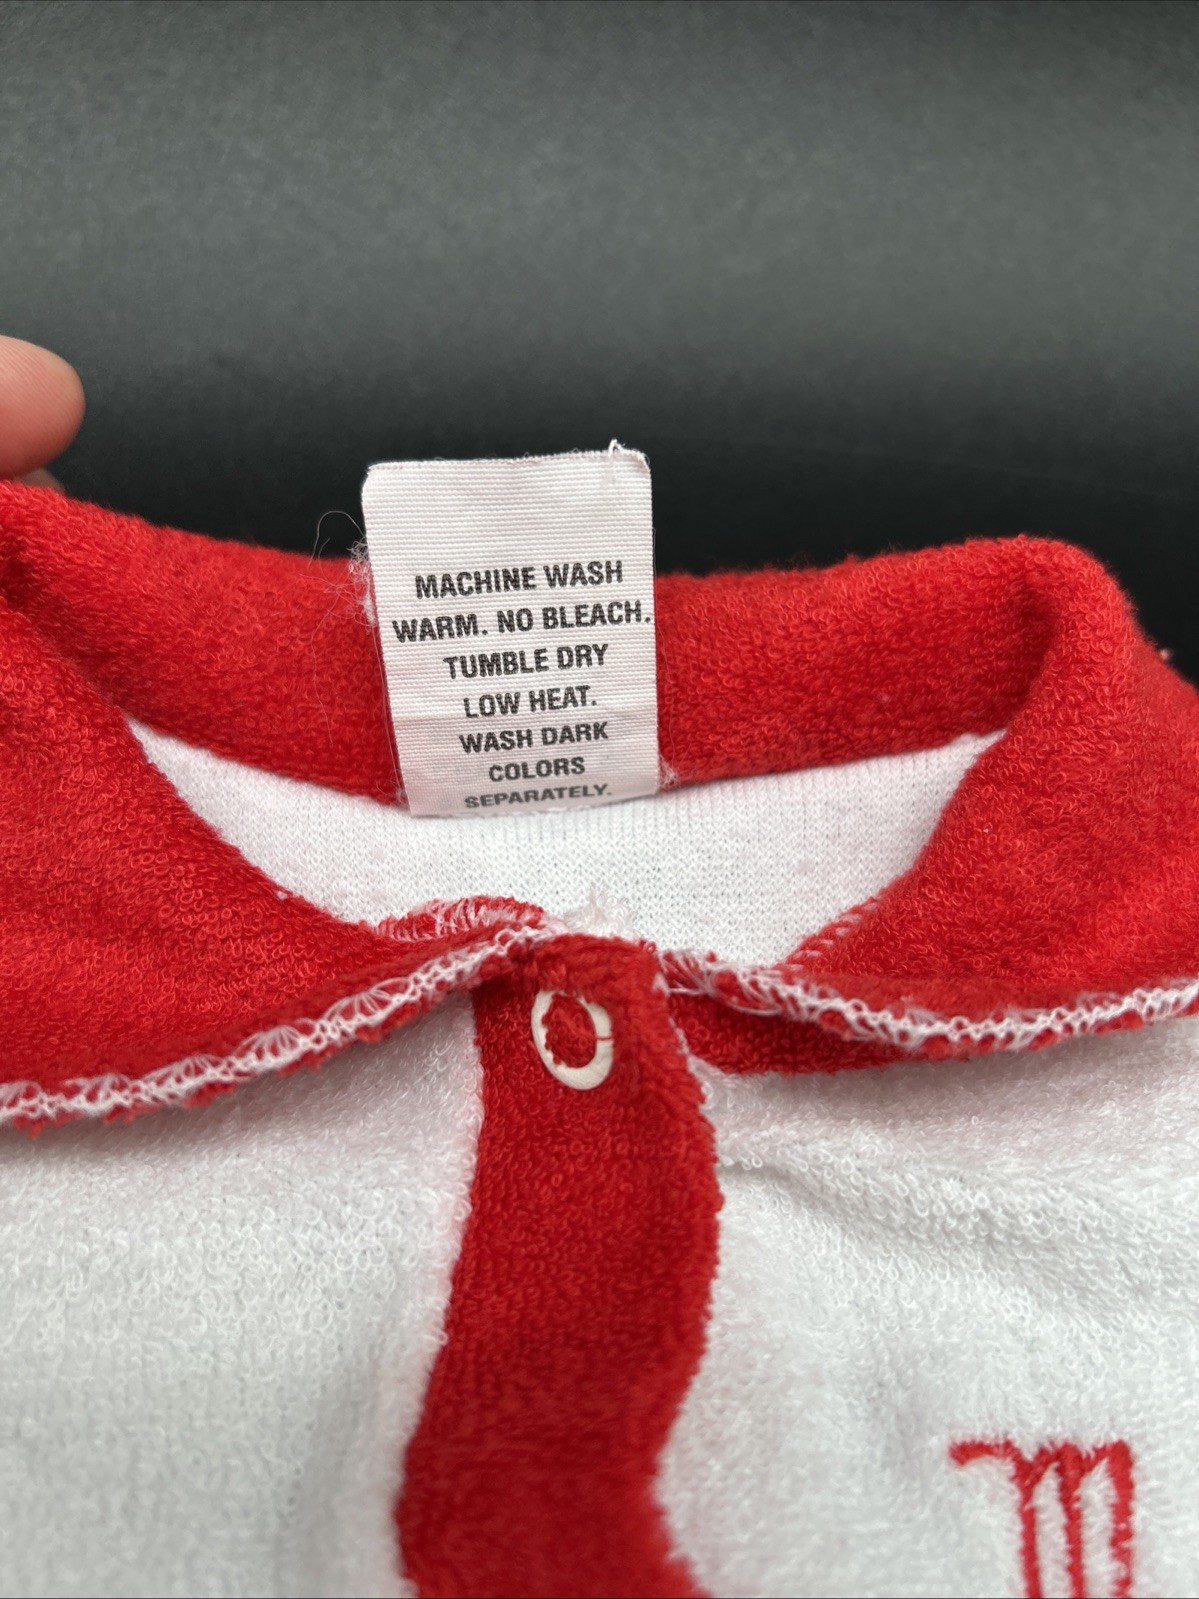 MACHINE WASH
WARM. NO BLEACH.
TUMBLE DRY
LOW HEAT.
WASH DARK
COLORS
SEPARATELY.
m